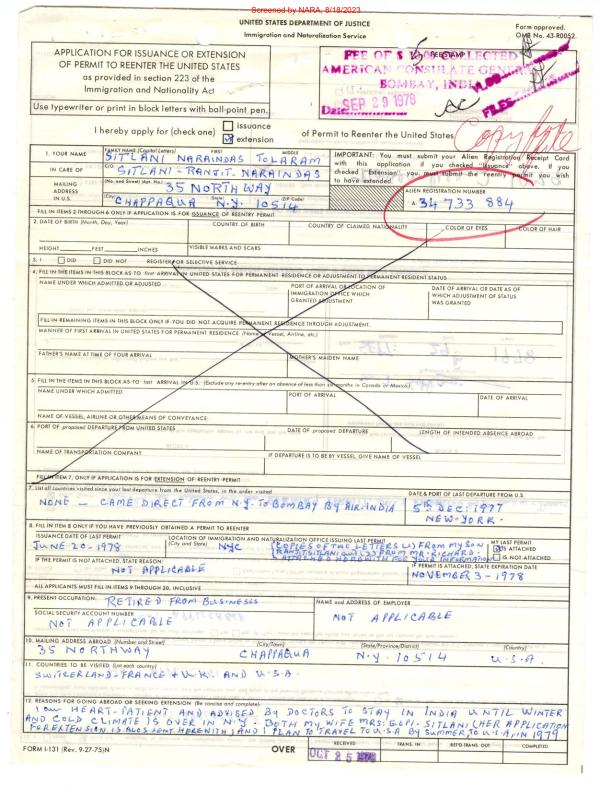 Screened by NARA, 8/18/2023
UNITED STATES DEPARTMENT OF JUSTICE
Immigration and Naturalization Service
Form approved.
OMB No. 43-R0052
APPLICATION FOR ISSUANCE OR EXTENSION
OF PERMIT TO REENTER THE UNITED STATES
as provided in section 223 of the
Immigration and Nationality Act
Use typewriter or print in block letters with ball-point pen.
FEE STAMP
FEE OF $ COLLECTED
AMERICAN CONSULATE GENERAL
BOMBAY, INDIA
Date: SEP 29 1978
FILES
I hereby apply for (check one)
issuance
extension
of Permit to Reenter the United States
Copy
1. YOUR NAME
FAMILY NAME (Capital Letters) FIRST MIDDLE
SITLANI NARAINDAS TOLARAM
IN CARE OF
C/O
SITLANI - RANJIT. NARAINDAS
MAILING ADDRESS IN U.S.
(No. and Street) (Apt. No.)
35 NORTHWAY
(City) State: (ZIP Code)
CHAPPAQUA N.Y. 10514
IMPORTANT: You must submit your Alien Registration Receipt Card
with this application if you checked "Issuance" above. If you
checked "Extension" you must submit the reentry permit you wish
to have extended.
ALIEN REGISTRATION NUMBER
A- 34 733 884
FILL IN ITEMS 2 THROUGH 6 ONLY IF APPLICATION IS FOR ISSUANCE OF REENTRY PERMIT
2. DATE OF BIRTH (Month, Day, Year)
COUNTRY OF BIRTH
COUNTRY OF CLAIMED NATIONALITY
COLOR OF EYES
COLOR OF HAIR
HEIGHT FEET INCHES
VISIBLE MARKS AND SCARS
3. I DID DID NOT REGISTER FOR SELECTIVE SERVICE
4. FILL IN THE ITEMS IN THIS BLOCK AS TO first ARRIVAL IN UNITED STATES FOR PERMANENT RESIDENCE OR ADJUSTMENT TO PERMANENT RESIDENT STATUS
NAME UNDER WHICH ADMITTED OR ADJUSTED
PORT OF ARRIVAL OR LOCATION OF
IMMIGRATION OFFICE WHICH
GRANTED ADJUSTMENT
DATE OF ARRIVAL OR DATE AS OF
WHICH ADJUSTMENT OF STATUS
WAS GRANTED
FILL IN REMAINING ITEMS IN THIS BLOCK ONLY IF YOU DID NOT ACQUIRE PERMANENT RESIDENCE THROUGH ADJUSTMENT.
MANNER OF FIRST ARRIVAL IN UNITED STATES FOR PERMANENT RESIDENCE (Name of Vessel, Airline, etc.)
FATHER'S NAME AT TIME OF YOUR ARRIVAL
MOTHER'S MAIDEN NAME
5. FILL IN THE ITEMS IN THIS BLOCK AS TO last ARRIVAL IN U.S. (Exclude any re-entry after an absence of less than six months in Canada or Mexico.)
NAME UNDER WHICH ADMITTED
PORT OF ARRIVAL
DATE OF ARRIVAL
NAME OF VESSEL, AIRLINE OR OTHER MEANS OF CONVEYANCE:
6. PORT OF proposed DEPARTURE FROM UNITED STATES
DATE OF proposed DEPARTURE
LENGTH OF INTENDED ABSENCE ABROAD
NAME OF TRANSPORTATION COMPANY
IF DEPARTURE IS TO BE BY VESSEL, GIVE NAME OF VESSEL
FILL IN ITEM 7, ONLY IF APPLICATION IS FOR EXTENSION OF REENTRY PERMIT
7. List all countries visited since your last departure from the United States, in the order visited
DATE & PORT OF LAST DEPARTURE FROM U.S.
NONE - CAME DIRECT FROM N.Y. TO BOMBAY BY AIR-INDIA
5th DEC. 1977
NEW-YORK.
8. FILL IN ITEM 8 ONLY IF YOU HAVE PREVIOUSLY OBTAINED A PERMIT TO REENTER
ISSUANCE DATE OF LAST PERMIT
JUNE 20-1978
LOCATION OF IMMIGRATION AND NATURALIZATION OFFICE ISSUING LAST PERMIT
(City and State)
NYC
(COPIES OF TWO LETTERS (1) FROM MY SON
RANJIT SITLANI (2) FROM MR. RICHARD.
ATTACHED HEREWITH FOR YOUR INFORMATION
MY LAST PERMIT
IS ATTACHED
IS NOT ATTACHED
IF THE PERMIT IS NOT ATTACHED, STATE REASON:
NOT APPLICABLE
IF PERMIT IS ATTACHED, STATE EXPIRATION DATE
NOVEMBER 3-1978
ALL APPLICANTS MUST FILL IN ITEMS 9 THROUGH 20, INCLUSIVE
9. PRESENT OCCUPATION:
RETIRED FROM BUSINESS
NAME and ADDRESS OF EMPLOYER
NOT APPLICABLE
SOCIAL SECURITY ACCOUNT NUMBER
NOT APPLICABLE
10. MAILING ADDRESS ABROAD (Number and Street) (City/Town) (State/Province/District) (Country)
35 NORTHWAY CHAPPAQUA N.Y. 10514 U.S.A.
11. COUNTRIES TO BE VISITED (List each country)
SWITZERLAND - FRANCE + U.K. AND U.S.A
12. REASONS FOR GOING ABROAD OR SEEKING EXTENSION (Be concise and complete)
I am HEART-PATIENT AND ADVISED BY DOCTORS TO STAY IN INDIA UNTIL WINTER
AND COLD CLIMATE IS OVER IN N.Y. BOTH MY WIFE MRS: GOPI - SITLANI (HER APPLICATION
FOR EXTENSION IS ALOS SENT HEREWITH) AND I PLAN TO TRAVEL TO U.S.A BY SUMMER TO U.S.A IN 1979
FORM I-131 (Rev. 9-27-75)N
OVER
RECEIVED
TRANS. IN
RET'D TRANS. OUT
COMPLETED
OCT 25 1978